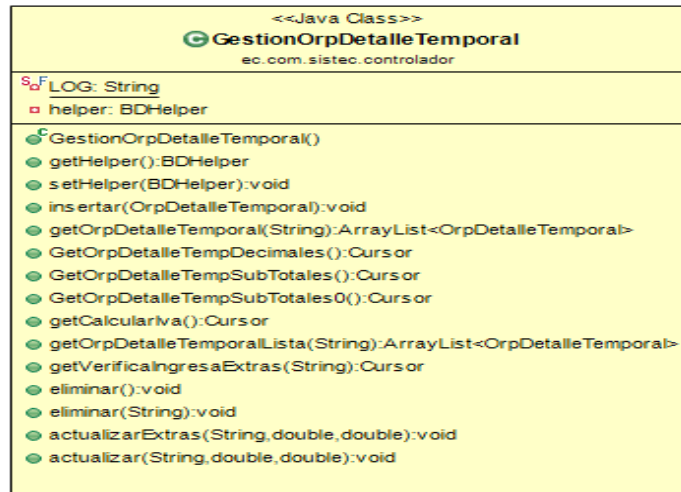 <<Java Class>>
GestionOrpDetalleTemporal
ec.com.sistec.controlador
LOG: String
helper: BDHelper
GestionOrpDetalleTemporal()
getHelper():BDHelper
setHelper(BDHelper):void
insertar(OrpDetalleTemporal):void
getOrpDetalleTemporal(String):ArrayList<OrpDetalleTemporal>
GetOrpDetalleTempDecimales():Cursor
GetOrpDetalleTempSubTotales():Cursor
GetOrpDetalleTempSubTotales0():Cursor
getCalcularIva():Cursor
getOrpDetalleTemporalLista(String):ArrayList<OrpDetalleTemporal>
getVerificaIngresaExtras(String):Cursor
eliminar():void
eliminar(String):void
actualizarExtras(String,double,double):void
actualizar(String,double,double):void